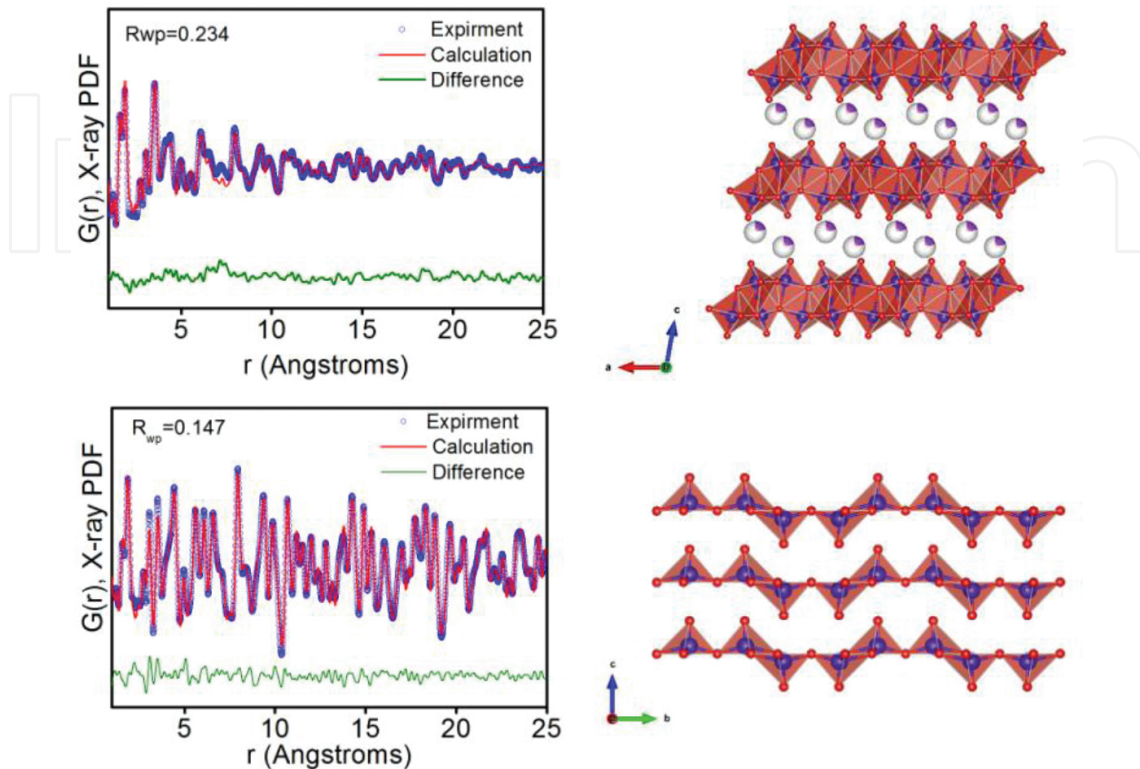 Rwp=0.234
Expirment
Calculation
Difference
G(r), X-ray PDF
5
10
15
20
25
r (Angstroms)
c
a
b
Rwp=0.147
Expirment
Calculation
Difference
G(r), X-ray PDF
5
10
15
20
25
r (Angstroms)
c
b